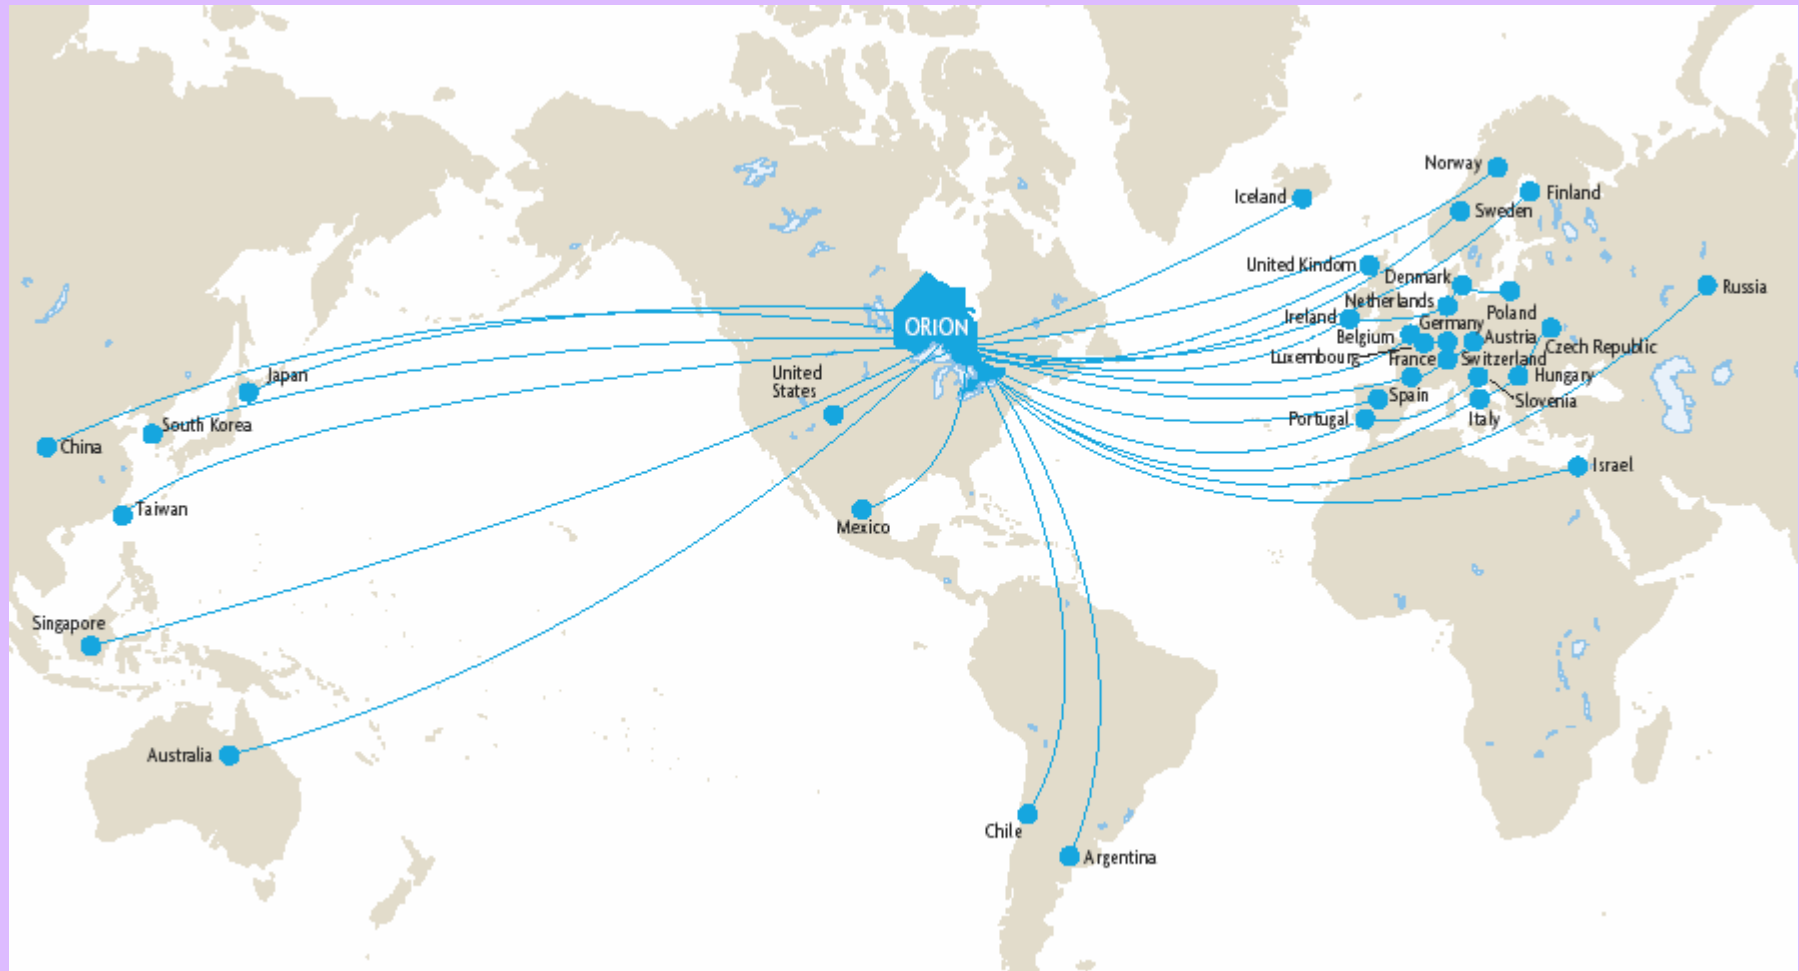 Norway
Finland
Iceland
Sweden
United Kindom
Denmark
Russia
Netherlands
Poland
Ireland
Germany
ORION
Belgium
Austria
Czech Republic
Luxembourg
France
Switzerland
United
States
Japan
Hungary
Spain
Slovenia
Portugal
Italy
South Korea
China
Israel
Taiwan
Mexico
Singapore
Australia
Chile
Argentina